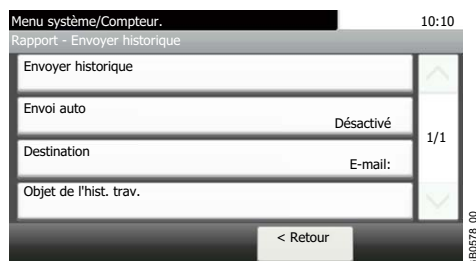 Menu système/Compteur.
10:10
Rapport - Envoyer historique
Envoyer historique
Envoi auto
Désactivé
1/1
Destination
E-mail:
Objet de l'hist. trav.
< Retour